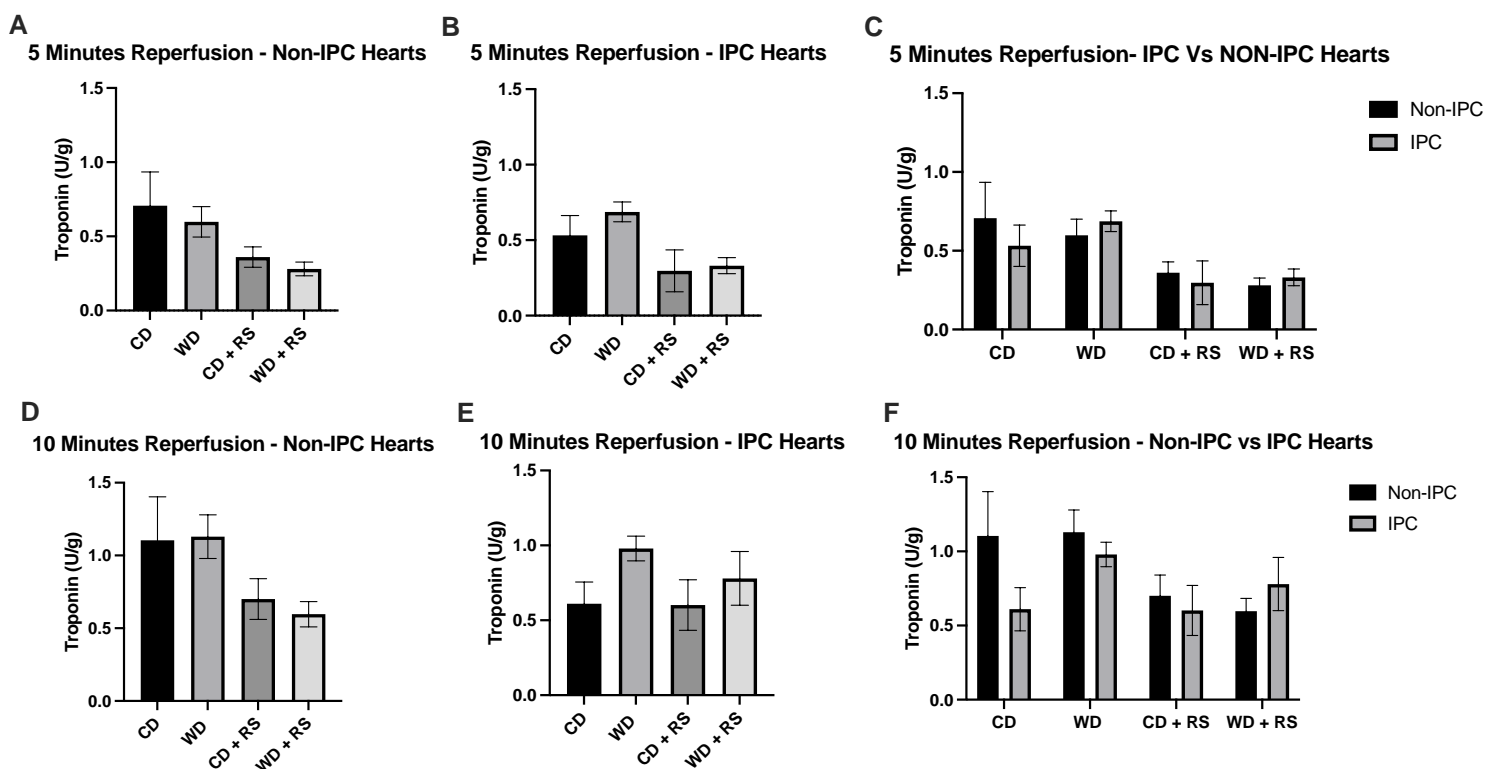 A
5 Minutes Reperfusion - Non-IPC Hearts
Troponin (U/g)
1.5
1.0
0.5
0.0
CD
WD
CD + RS
WD + RS
B
5 Minutes Reperfusion - IPC Hearts
Troponin (U/g)
1.5
1.0
0.5
0.0
CD
WD
CD + RS
WD + RS
C
5 Minutes Reperfusion- IPC Vs NON-IPC Hearts
Troponin (U/g)
1.5
1.0
0.5
0.0
CD
WD
CD + RS
WD + RS
Non-IPC
IPC
D
10 Minutes Reperfusion - Non-IPC Hearts
Troponin (U/g)
1.5
1.0
0.5
0.0
CD
WD
CD + RS
WD + RS
E
10 Minutes Reperfusion - IPC Hearts
Troponin (U/g)
1.5
1.0
0.5
0.0
CD
WD
CD + RS
WD + RS
F
10 Minutes Reperfusion - Non-IPC vs IPC Hearts
Troponin (U/g)
1.5
1.0
0.5
0.0
CD
WD
CD + RS
WD + RS
Non-IPC
IPC